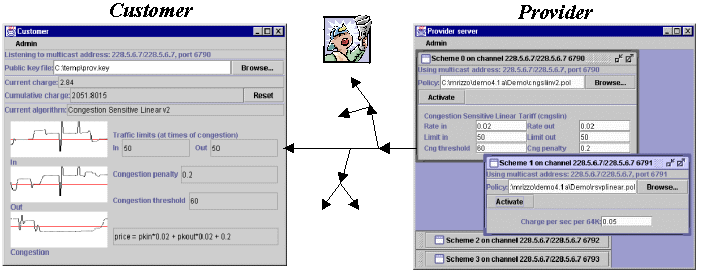 Customer
Provider
Customer
Admin
Listening to multicast address: 228.5.6.7/228.5.6.7, port 6790
Public key file: C:\temp\prov.key Browse...
Current charge: 2.84
Cumulative charge: 2051.8015 Reset
Current algorithm: Congestion Sensitive Linear v2
Traffic limits (at times of congestion)
In 50 Out 50
In
Congestion penalty 0.2
Congestion threshold 60
Out
price = pkin*0.02 + pkout*0.02 + 0.2
Congestion
Provider server
Admin
Scheme 0 on channel 228.5.6.7/228.5.6.7 6790
Using multicast address: 228.5.6.7/228.5.6.7, port 6790
Policy: C:\mrizzo\demo4.1a\Demo\cngslinv2.pol Browse...
Activate
Congestion Sensitive Linear Tariff (cngslin)
Rate in 0.02 Rate out 0.02
Limit in 50 Limit out 50
Cng threshold 60 Cng penalty 0.2
Scheme 1 on channel 228.5.6.7/228.5.6.7 6791
Using multicast address: 228.5.6.7/228.5.6.7, port 6791
Policy: \mrizzo\demo4.1a\Demo\rsvplinear.pol Browse...
Activate
Charge per sec per 64K: 0.05
Scheme 2 on channel 228.5.6.7/228.5.6.7 6792
Scheme 3 on channel 228.5.6.7/228.5.6.7 6793